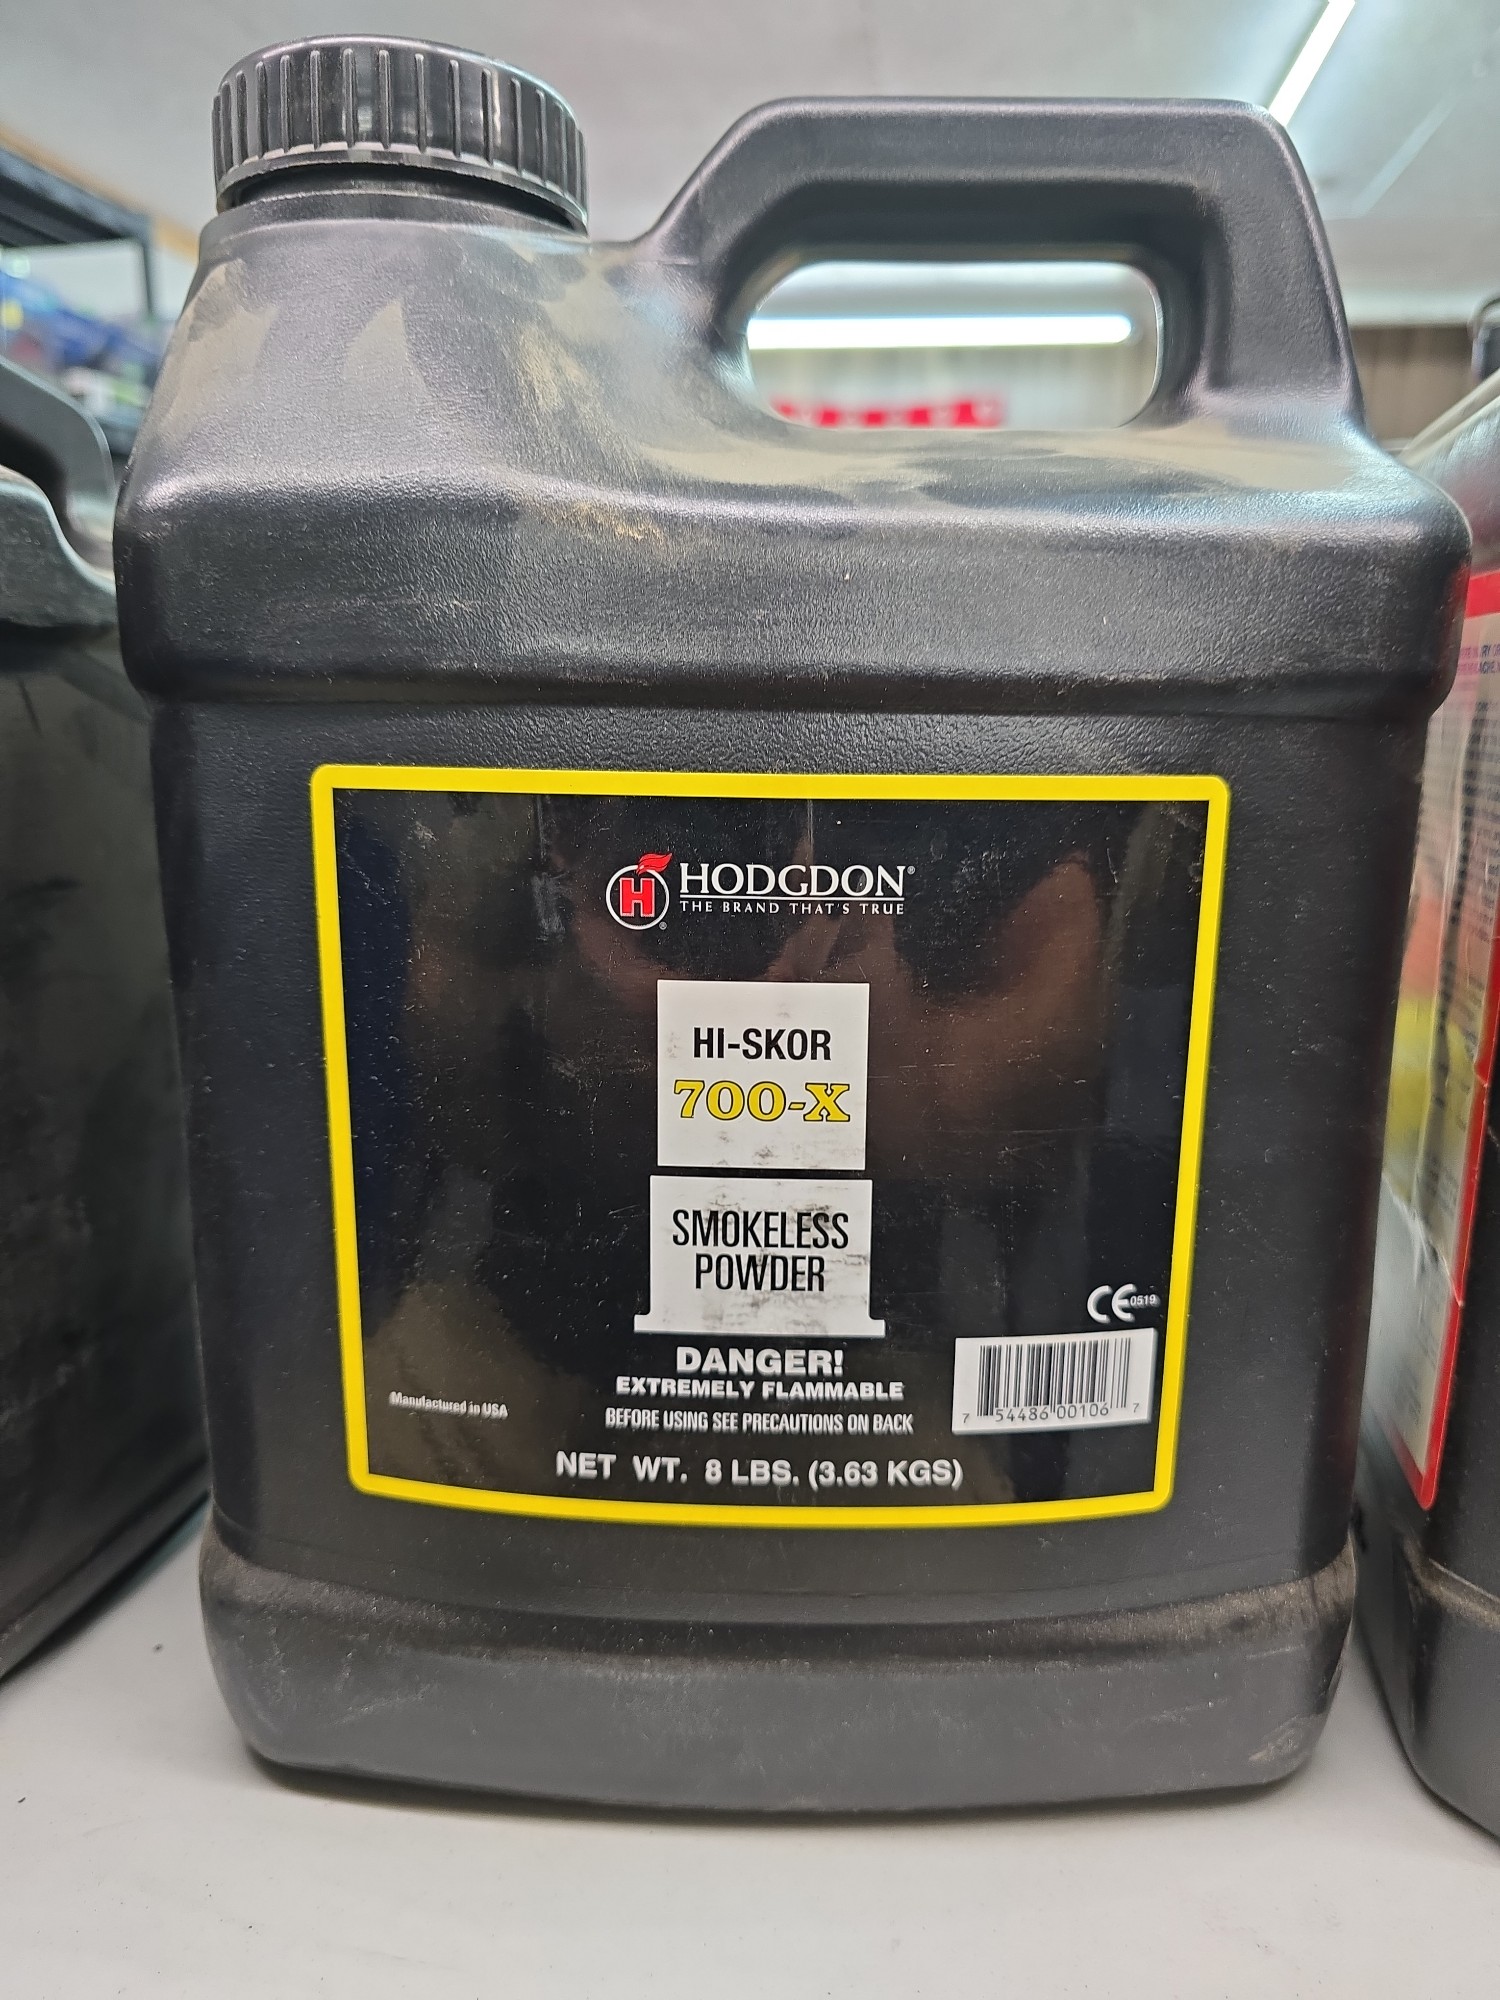 H HODGDON®
THE BRAND THAT'S TRUE
®
HI-SKOR
700-X
SMOKELESS
POWDER
CE 0519
DANGER!
EXTREMELY FLAMMABLE
Manufactured in USA
BEFORE USING SEE PRECAUTIONS ON BACK
7 54486 00106 7
NET WT. 8 LBS. (3.63 KGS)